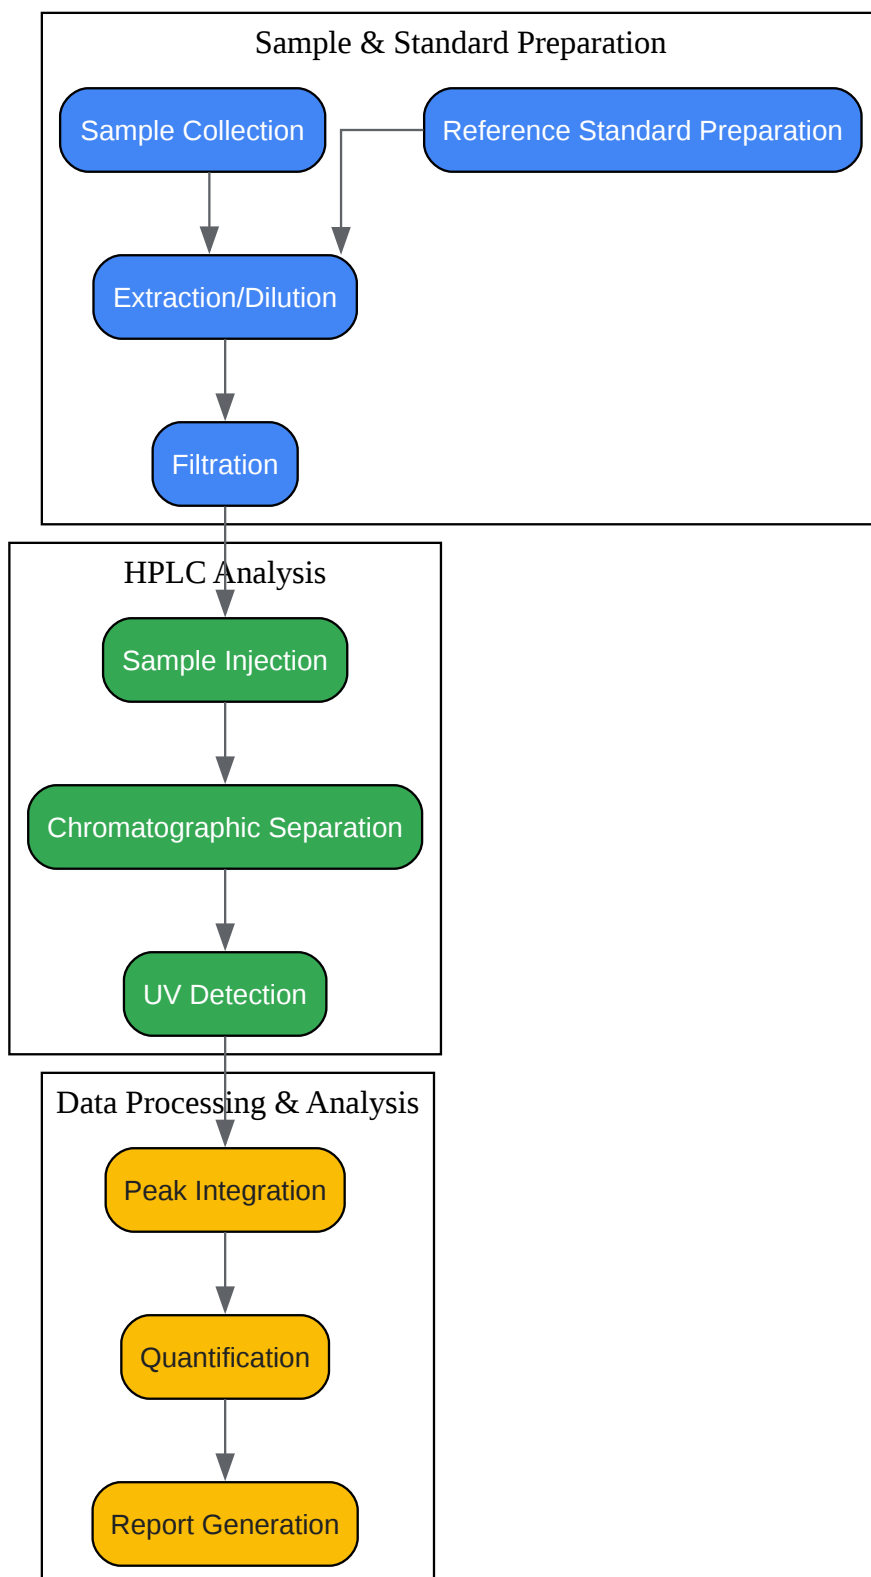 Sample & Standard Preparation
Sample Collection
Reference Standard Preparation
Extraction/Dilution
Filtration
HPLC Analysis
Sample Injection
Chromatographic Separation
UV Detection
Data Processing & Analysis
Peak Integration
Quantification
Report Generation